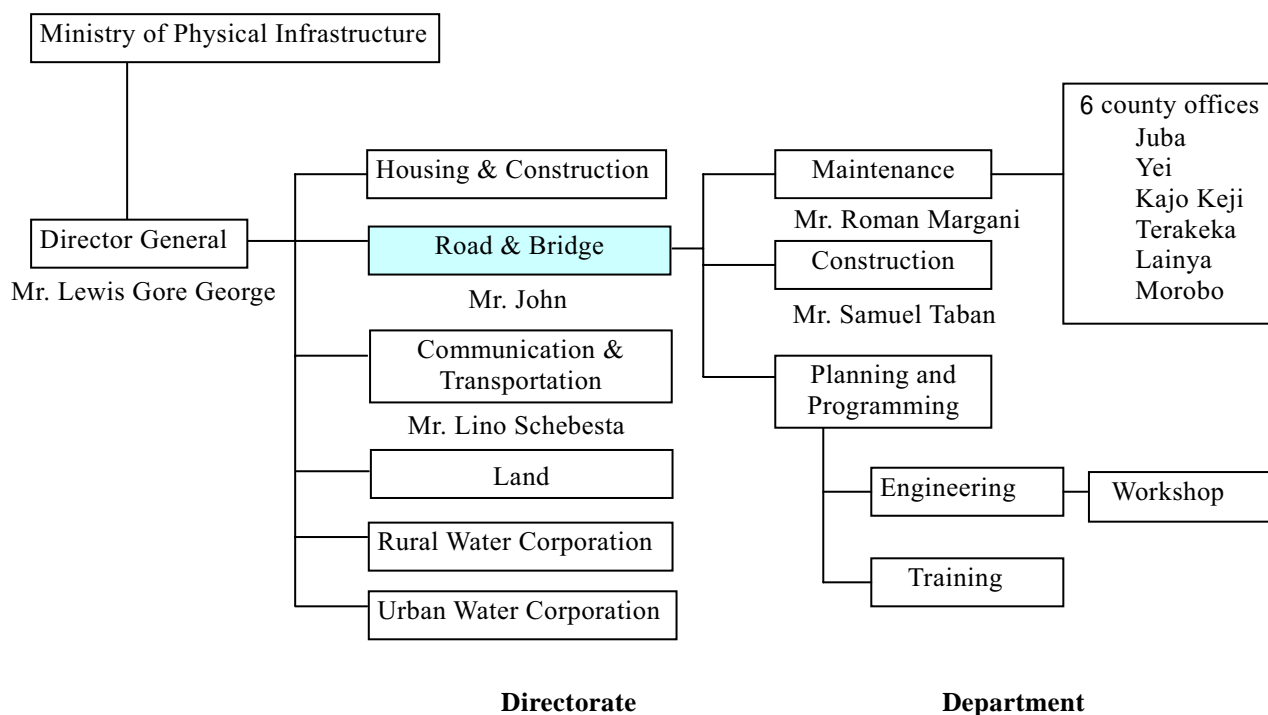 Ministry of Physical Infrastructure
Director General
Mr. Lewis Gore George
Housing & Construction
Road & Bridge
Mr. John
Communication &
Transportation
Mr. Lino Schebesta
Land
Rural Water Corporation
Urban Water Corporation
Directorate
Maintenance
Mr. Roman Margani
Construction
Mr. Samuel Taban
Planning and
Programming
Engineering
Workshop
Training
Department
6 county offices
Juba
Yei
Kajo Keji
Terakeka
Lainya
Morobo